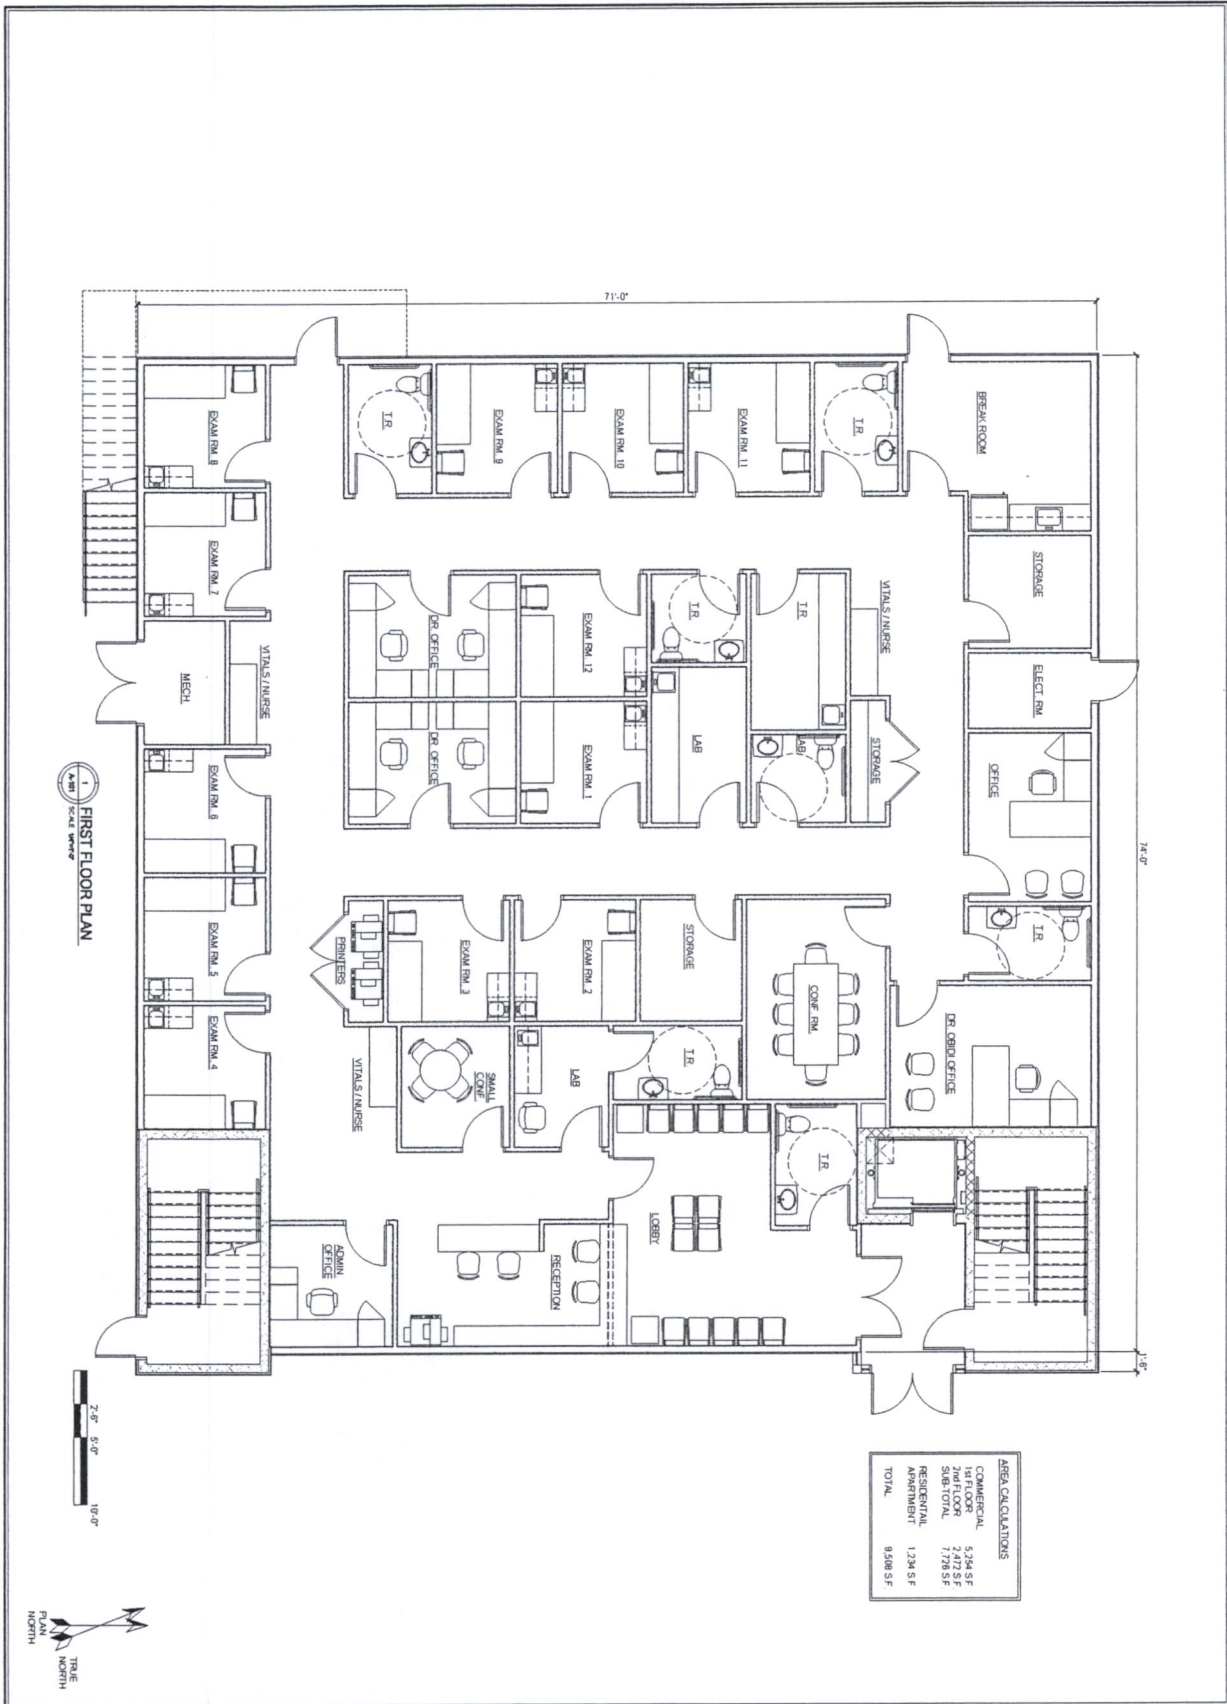 71'-0"
74'-0"
1'-6"
BREAK ROOM
STORAGE
ELECT. RM
OFFICE
T.R.
DR. OBIDI OFFICE
T.R.
EXAM RM. 11
EXAM RM. 10
EXAM RM. 9
T.R.
VITALS / NURSE
STORAGE
T.R.
LAB
T.R.
LAB
EXAM RM. 12
EXAM RM. 1
DR. OFFICE
DR. OFFICE
CONF. RM
STORAGE
EXAM RM. 2
EXAM RM. 3
PRINTERS
T.R.
LAB
SMALL
CONF.
VITALS / NURSE
T.R.
LOBBY
RECEPTION
ADMIN
OFFICE
EXAM RM. 8
EXAM RM. 7
VITALS / NURSE
MECH
EXAM RM. 6
EXAM RM. 5
EXAM RM. 4
1
A-101
FIRST FLOOR PLAN
SCALE
2'-6"
5'-0"
10'-0"
AREA CALCULATIONS
COMMERCIAL
1st FLOOR 5,254 S.F.
2nd FLOOR 2,472 S.F.
SUB-TOTAL 7,726 S.F.
RESIDENTAIL
APARTMENT 1,234 S.F.
TOTAL 9,508 S.F.
PLAN
NORTH
TRUE
NORTH